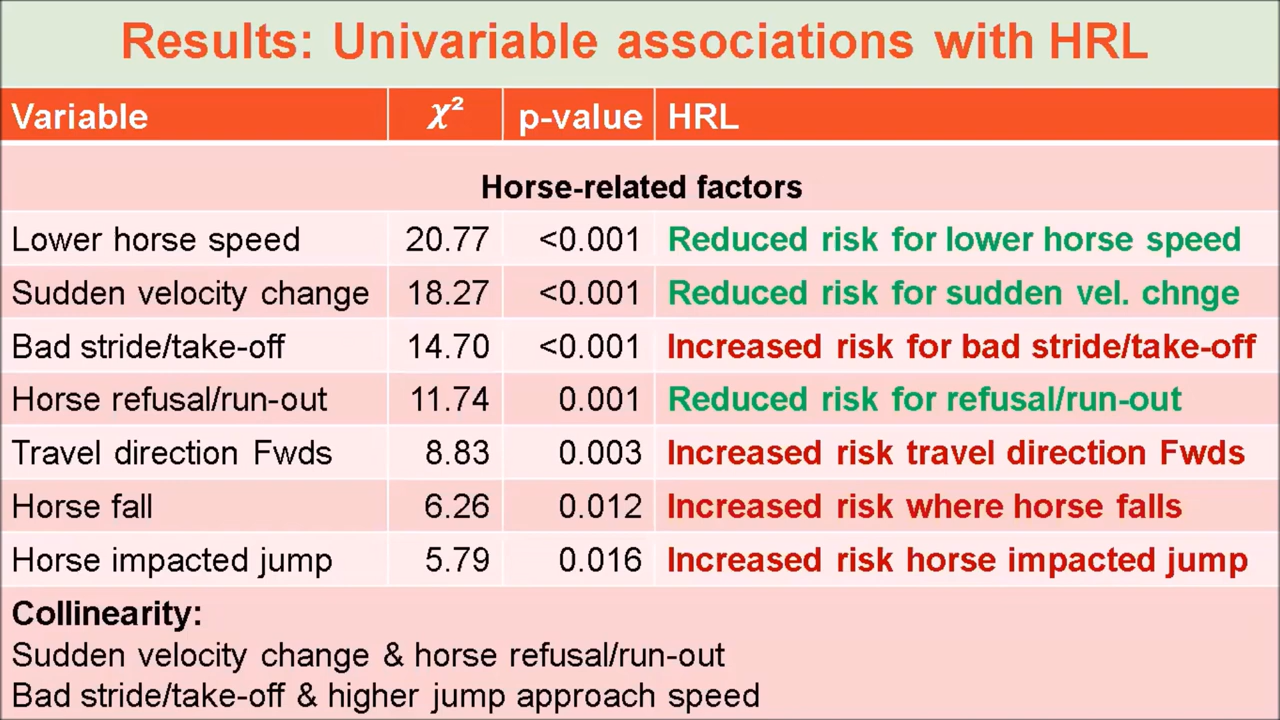 Results: Univariable associations with HRL
Variable χ² p-value HRL
Horse-related factors
Lower horse speed 20.77 <0.001 Reduced risk for lower horse speed
Sudden velocity change 18.27 <0.001 Reduced risk for sudden vel. chnge
Bad stride/take-off 14.70 <0.001 Increased risk for bad stride/take-off
Horse refusal/run-out 11.74 0.001 Reduced risk for refusal/run-out
Travel direction Fwds 8.83 0.003 Increased risk travel direction Fwds
Horse fall 6.26 0.012 Increased risk where horse falls
Horse impacted jump 5.79 0.016 Increased risk horse impacted jump
Collinearity:
Sudden velocity change & horse refusal/run-out
Bad stride/take-off & higher jump approach speed